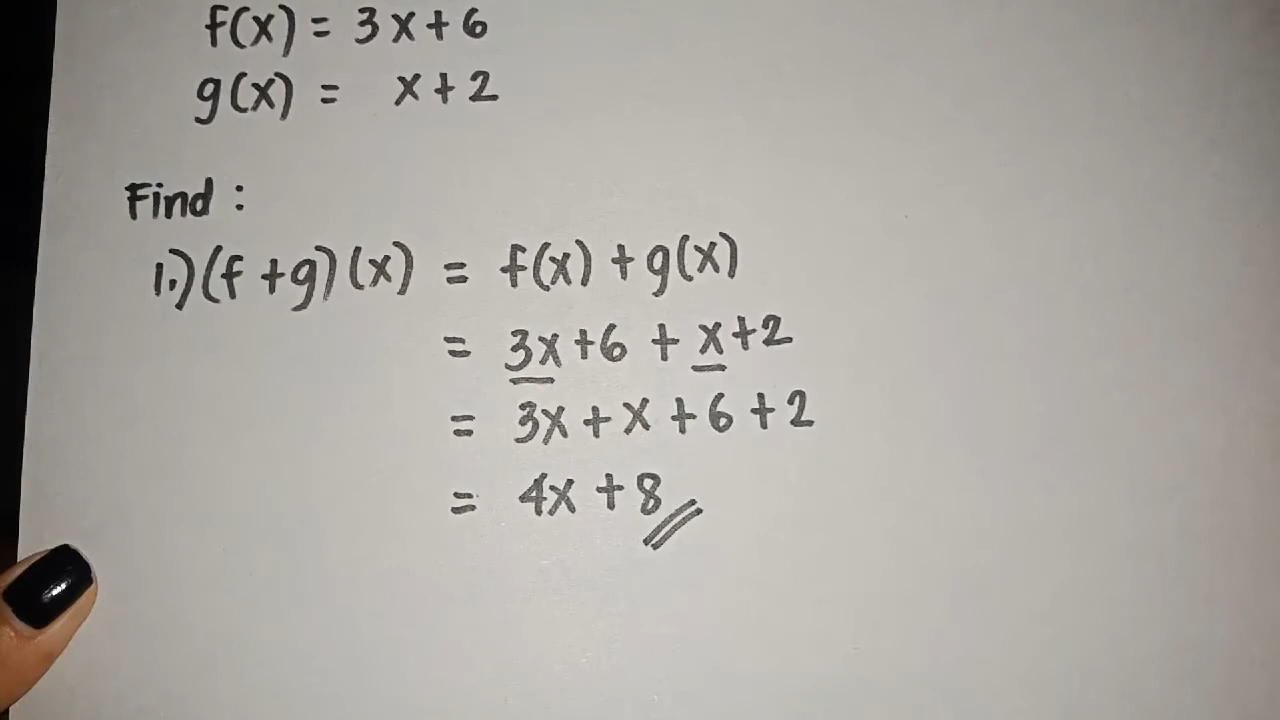 f(x) = 3x+6
g(x) = x+2
Find :
1.) (f+g)(x) = f(x) + g(x)
= 3x+6 + x+2
= 3x + x + 6 + 2
= 4x + 8